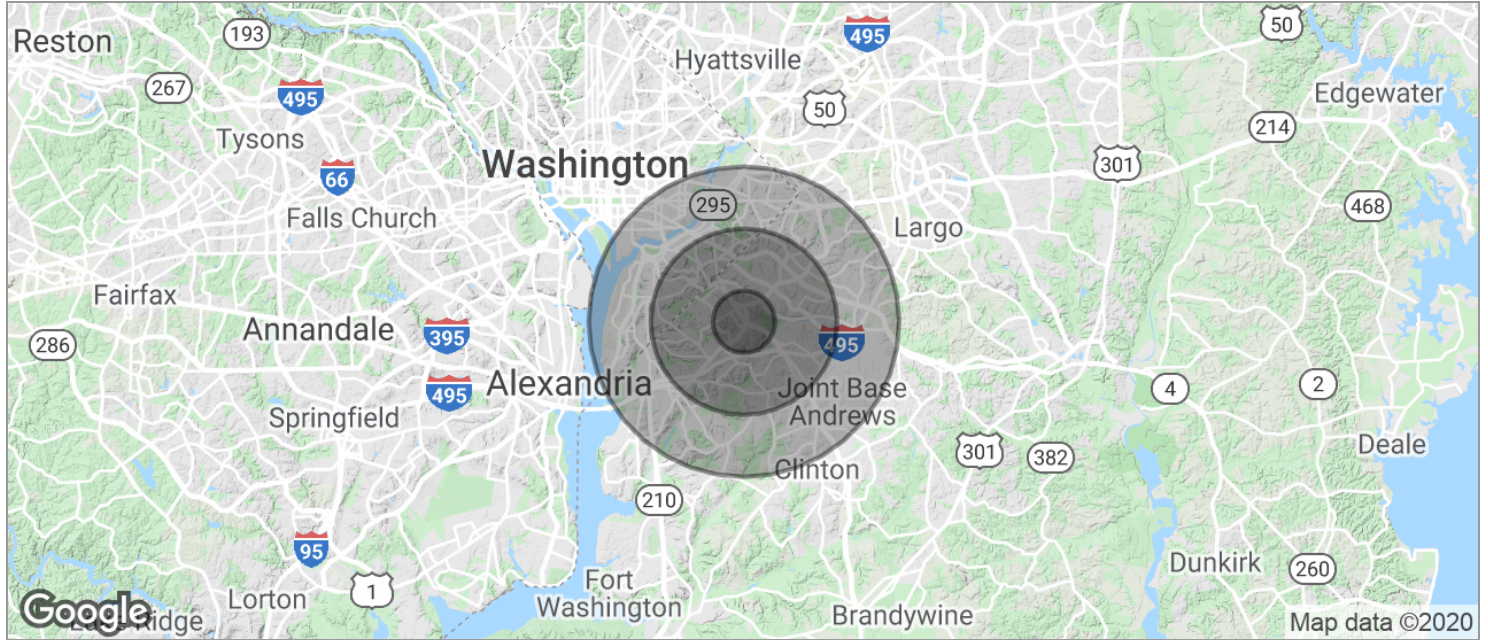 50
193
495
Reston
Hyattsville
267
495
Edgewater
50
214
Tysons
Washington
301
66
295
468
Falls Church
Largo
Fairfax
Annandale
395
495
286
Alexandria
495
Joint Base
Andrews
4
2
Springfield
301
382
Deale
Clinton
210
95
Dunkirk
260
1
Fort
Washington
Lorton
Brandywine
Google
Lake Ridge
Map data ©2020